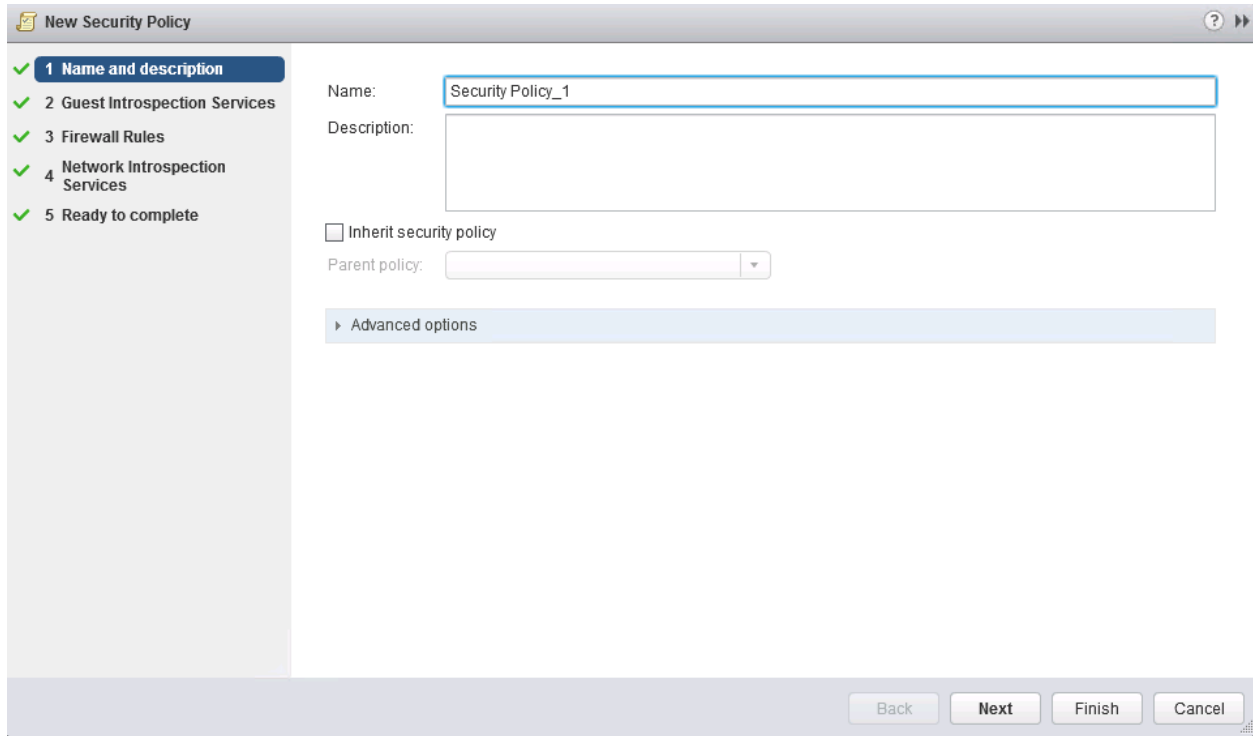 New Security Policy
1 Name and description
2 Guest Introspection Services
3 Firewall Rules
4 Network Introspection
Services
5 Ready to complete
Name: Security Policy_1
Description:
Inherit security policy
Parent policy:
Advanced options
Back Next Finish Cancel